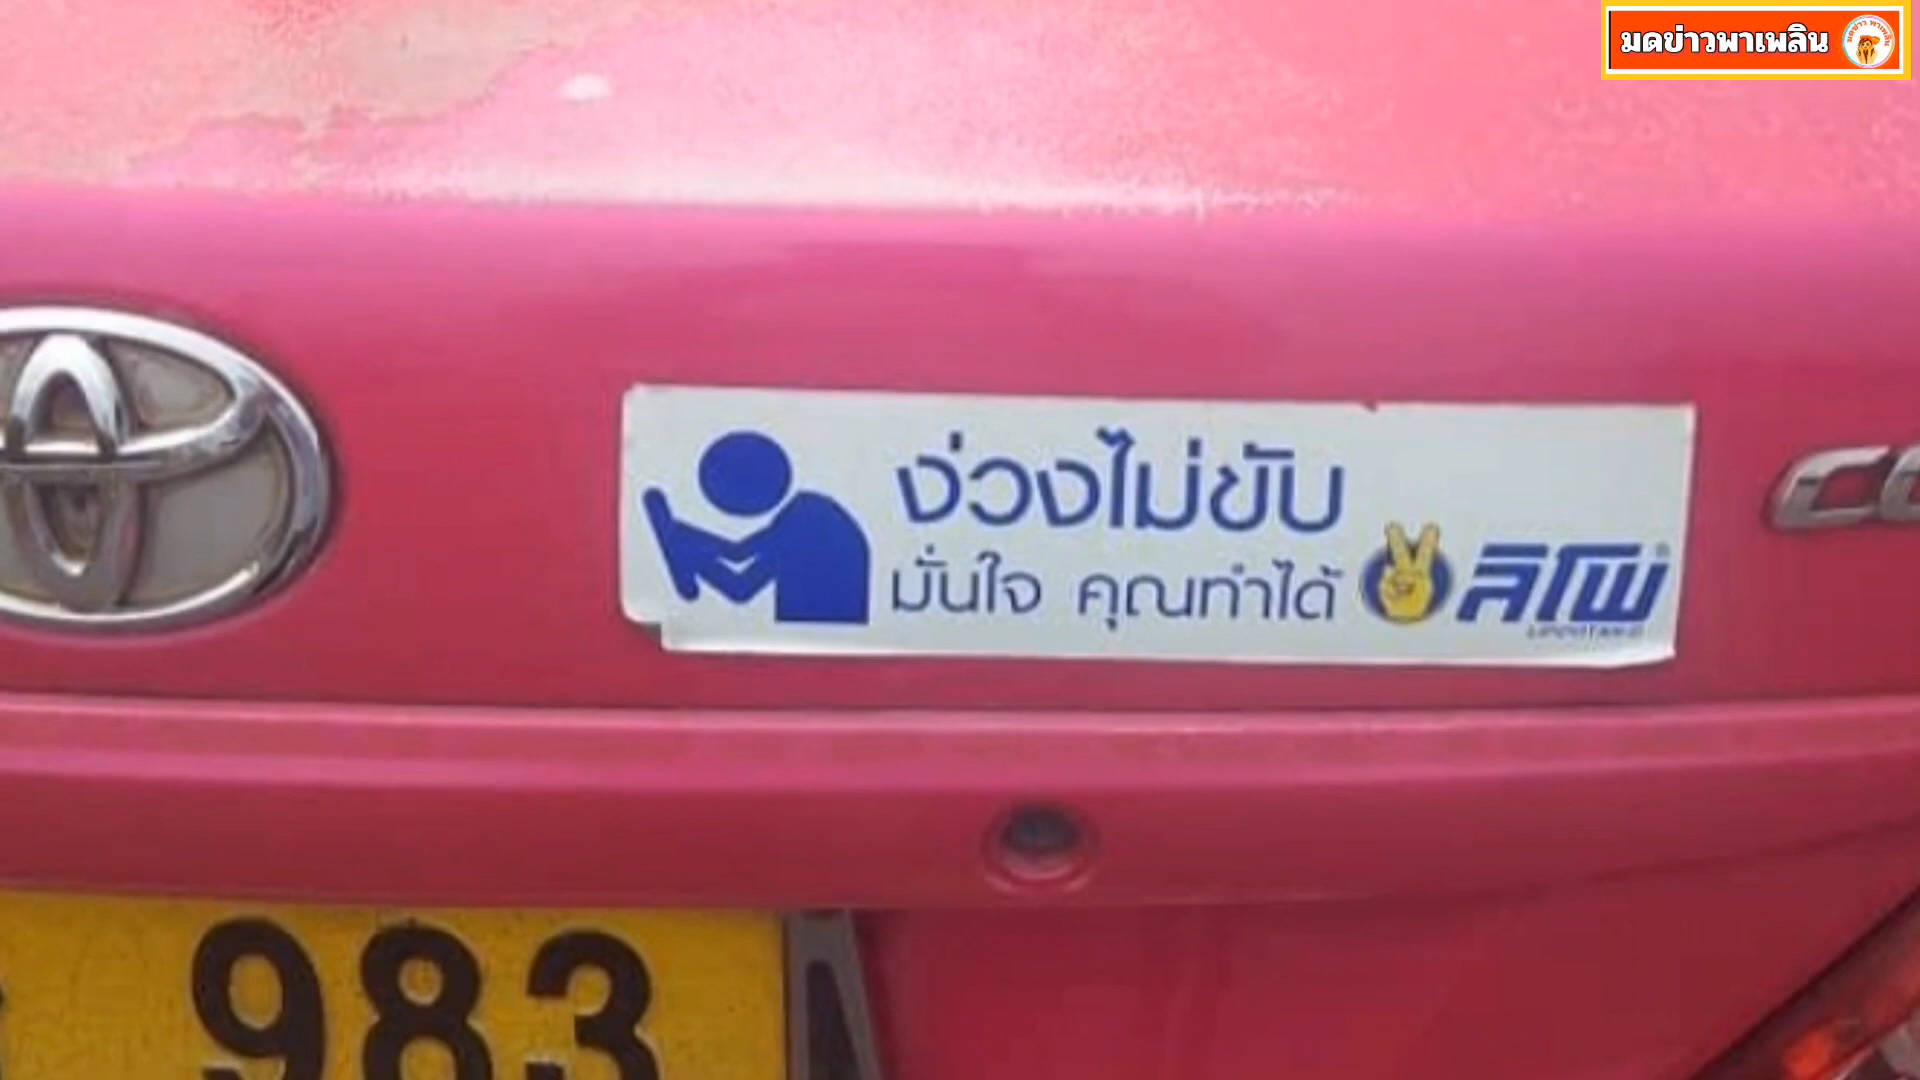 มดข่าวพาเพลิน
ง่วงไม่ขับ
มั่นใจ คุณทำได้
ลิโพ
983